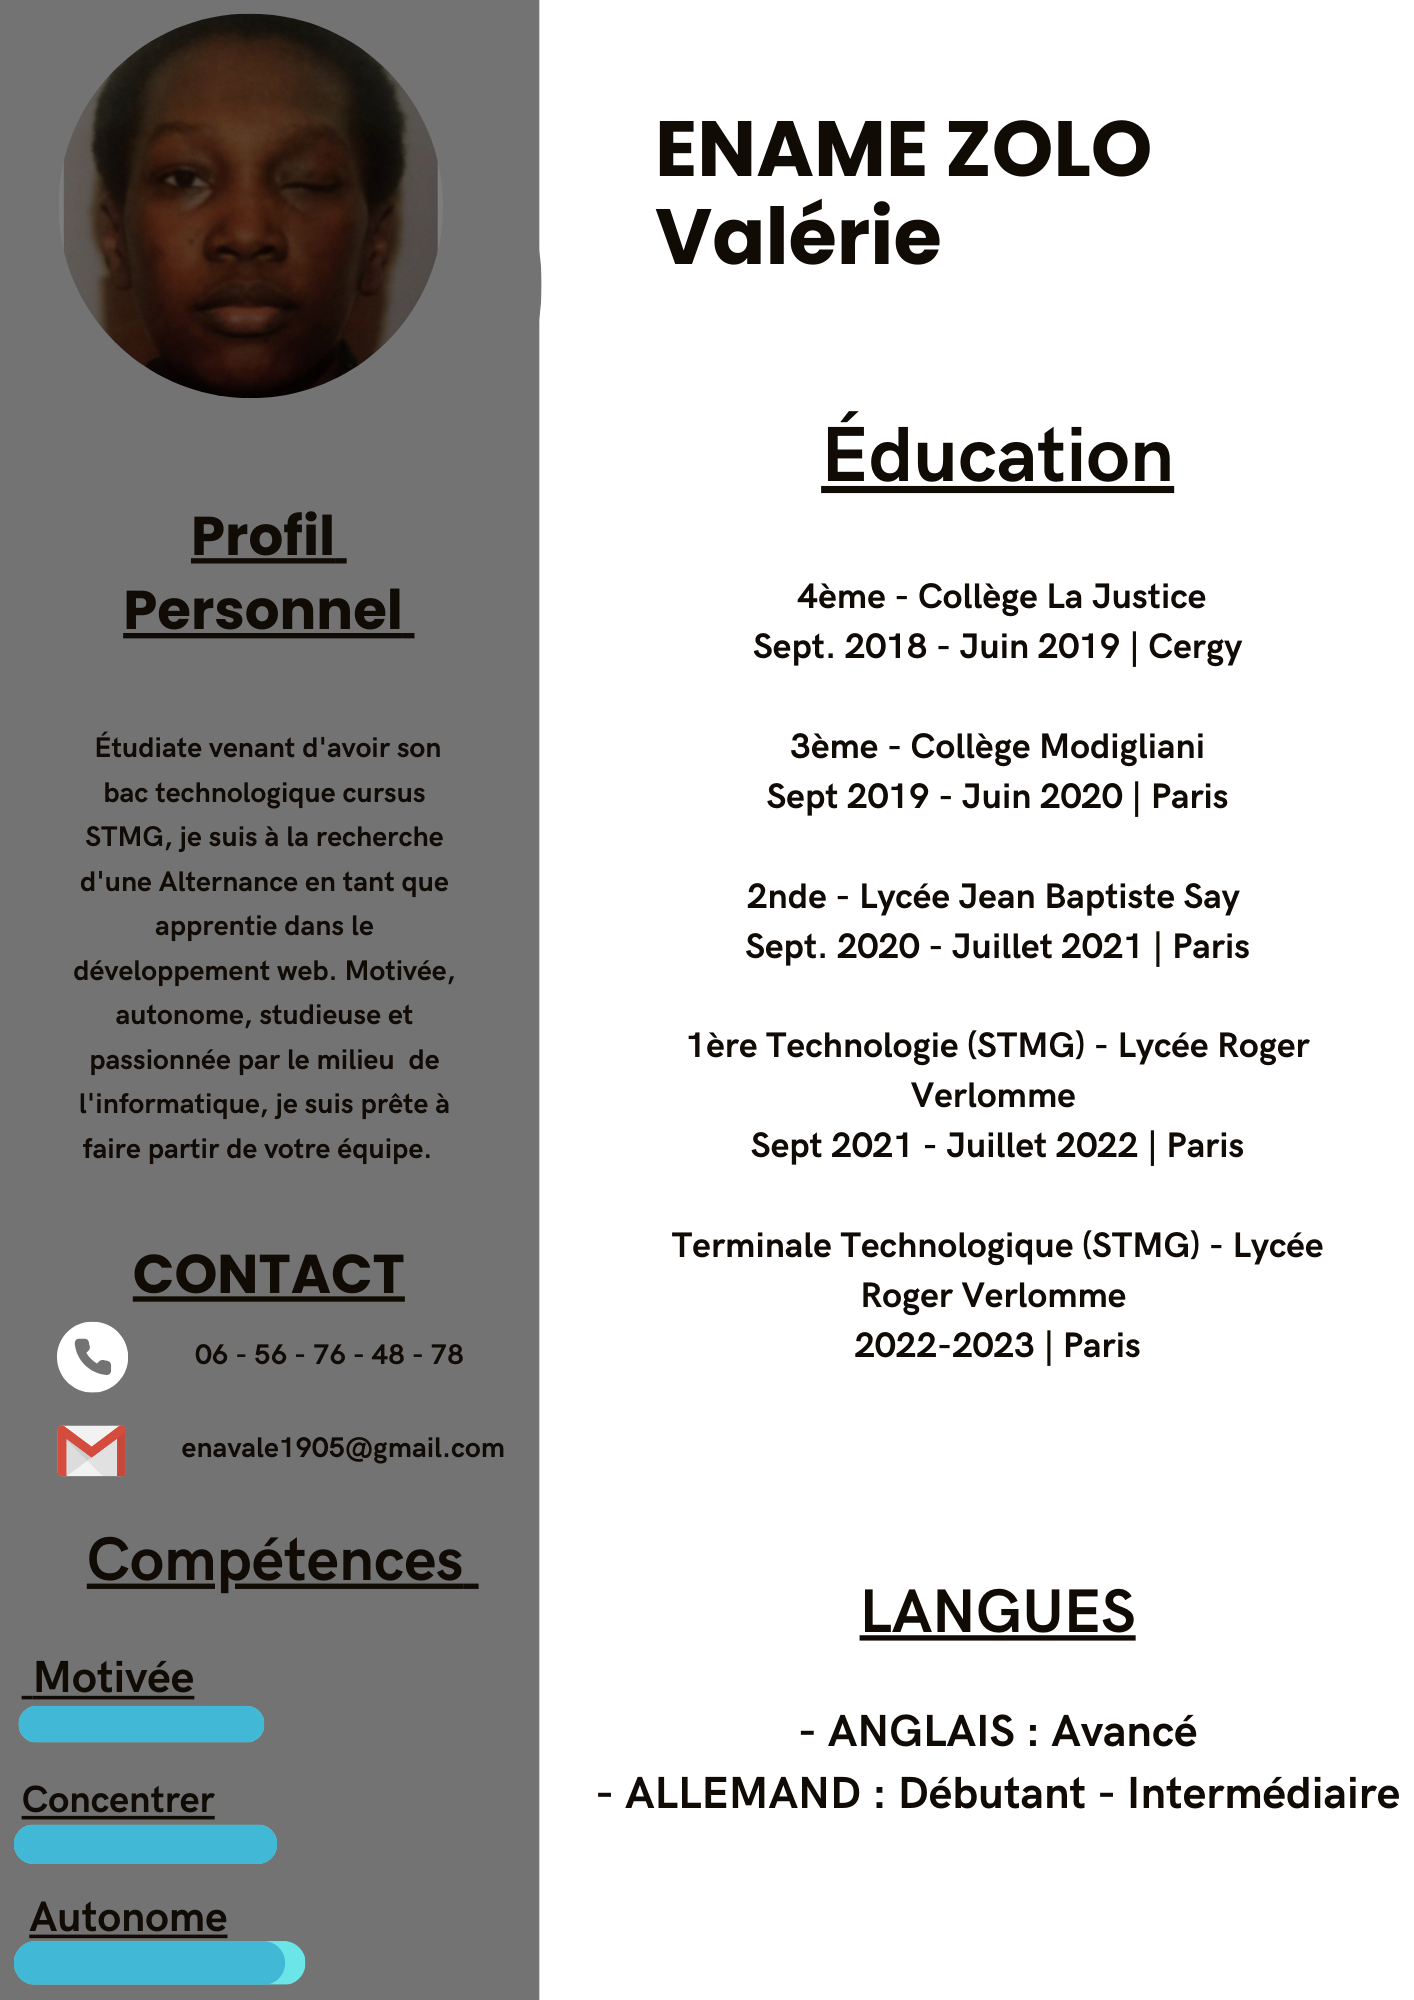 ENAME ZOLO
Valérie
Profil
Personnel
Étudiate venant d'avoir son
bac technologique cursus
STMG, je suis à la recherche
d'une Alternance en tant que
apprentie dans le
développement web. Motivée,
autonome, studieuse et
passionnée par le milieu  de
l'informatique, je suis prête à
faire partir de votre équipe.
CONTACT
06 - 56 - 76 - 48 - 78
enavale1905@gmail.com
Compétences
Motivée
Concentrer
Autonome
Éducation
4ème - Collège La Justice
Sept. 2018 - Juin 2019 | Cergy
3ème - Collège Modigliani
Sept 2019 - Juin 2020 | Paris
2nde - Lycée Jean Baptiste Say
Sept. 2020 - Juillet 2021 | Paris
1ère Technologie (STMG) - Lycée Roger
Verlomme
Sept 2021 - Juillet 2022 | Paris
Terminale Technologique (STMG) - Lycée
Roger Verlomme
2022-2023 | Paris
LANGUES
- ANGLAIS : Avancé
- ALLEMAND : Débutant - Intermédiaire